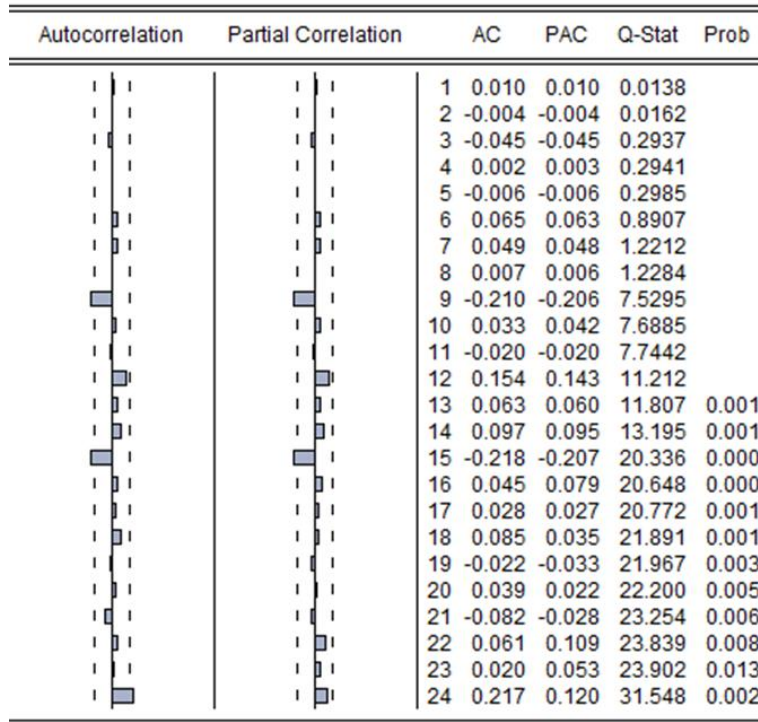 Autocorrelation Partial Correlation AC PAC Q-Stat Prob
1 0.010 0.010 0.0138
2 -0.004 -0.004 0.0162
3 -0.045 -0.045 0.2937
4 0.002 0.003 0.2941
5 -0.006 -0.006 0.2985
6 0.065 0.063 0.8907
7 0.049 0.048 1.2212
8 0.007 0.006 1.2284
9 -0.210 -0.206 7.5295
10 0.033 0.042 7.6885
11 -0.020 -0.020 7.7442
12 0.154 0.143 11.212
13 0.063 0.060 11.807 0.001
14 0.097 0.095 13.195 0.001
15 -0.218 -0.207 20.336 0.000
16 0.045 0.079 20.648 0.000
17 0.028 0.027 20.772 0.001
18 0.085 0.035 21.891 0.001
19 -0.022 -0.033 21.967 0.003
20 0.039 0.022 22.200 0.005
21 -0.082 -0.028 23.254 0.006
22 0.061 0.109 23.839 0.008
23 0.020 0.053 23.902 0.013
24 0.217 0.120 31.548 0.002